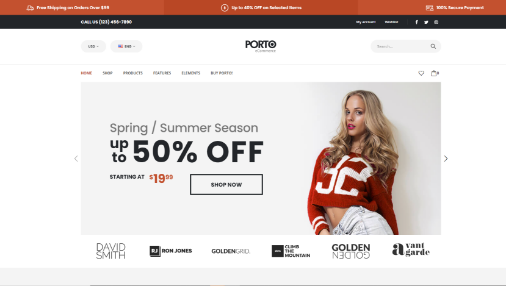 Free Shipping on Orders Over $99
Up to 40% OFF on Selected Items
100% Secure Payment
CALL US (123) 456-7890
My Account
USD
ENG
PORTO
Search...
HOME SHOP PRODUCTS FEATURES ELEMENTS BUY PORTO!
Spring / Summer Season
up to 50% OFF
STARTING AT $19.99
SHOP NOW
DAVID SMITH
RJ RON JONES
GOLDENGRID.
CLIMB THE MOUNTAIN
GOLDEN GOLDEN
avant garde